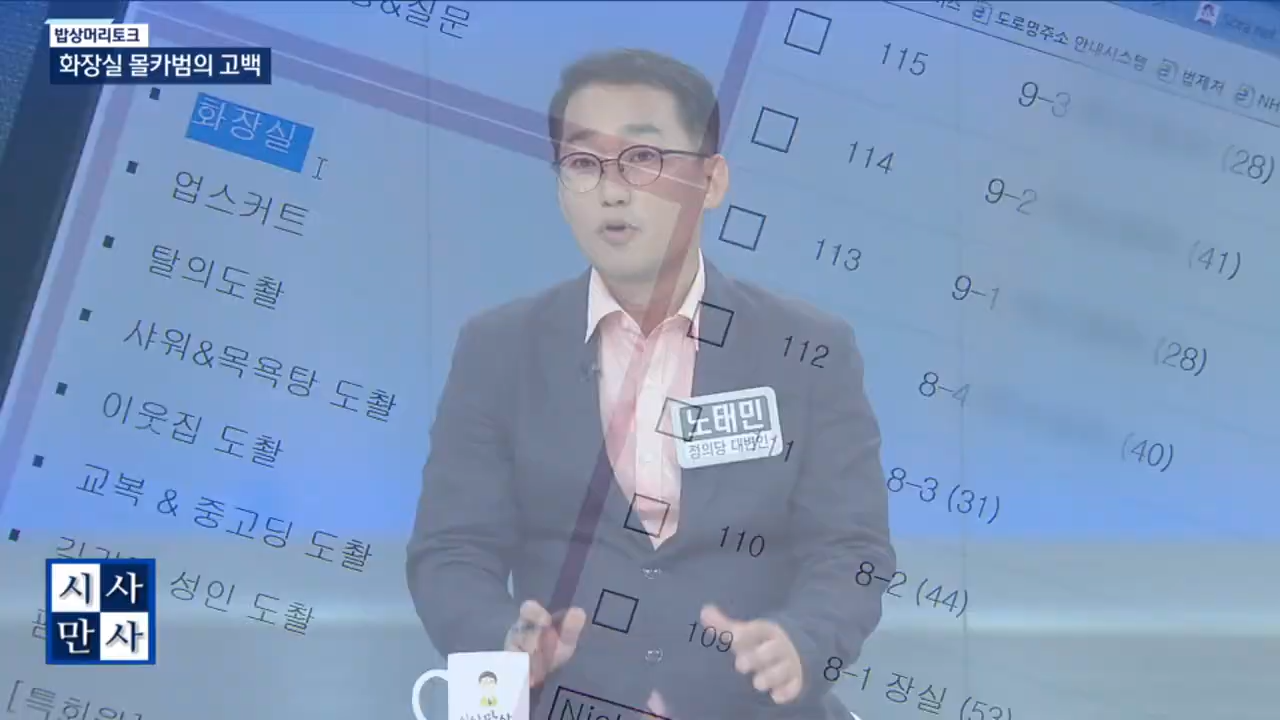 밥상머리토크
화장실 몰카범의 고백
&질문
화장실
업스커트
탈의도촬
샤워&목욕탕 도촬
이웃집 도촬
교복 & 중고딩 도촬
성인 도촬
[특회원]
도로명주소 안내시스템
법제처
NH
115
9-3
(28)
114
9-2
(41)
113
9-1
(28)
112
8-4
(40)
8-3 (31)
110
8-2 (44)
109
8-1 장실 (53)
노태민
정의당 대변인
시사
만사